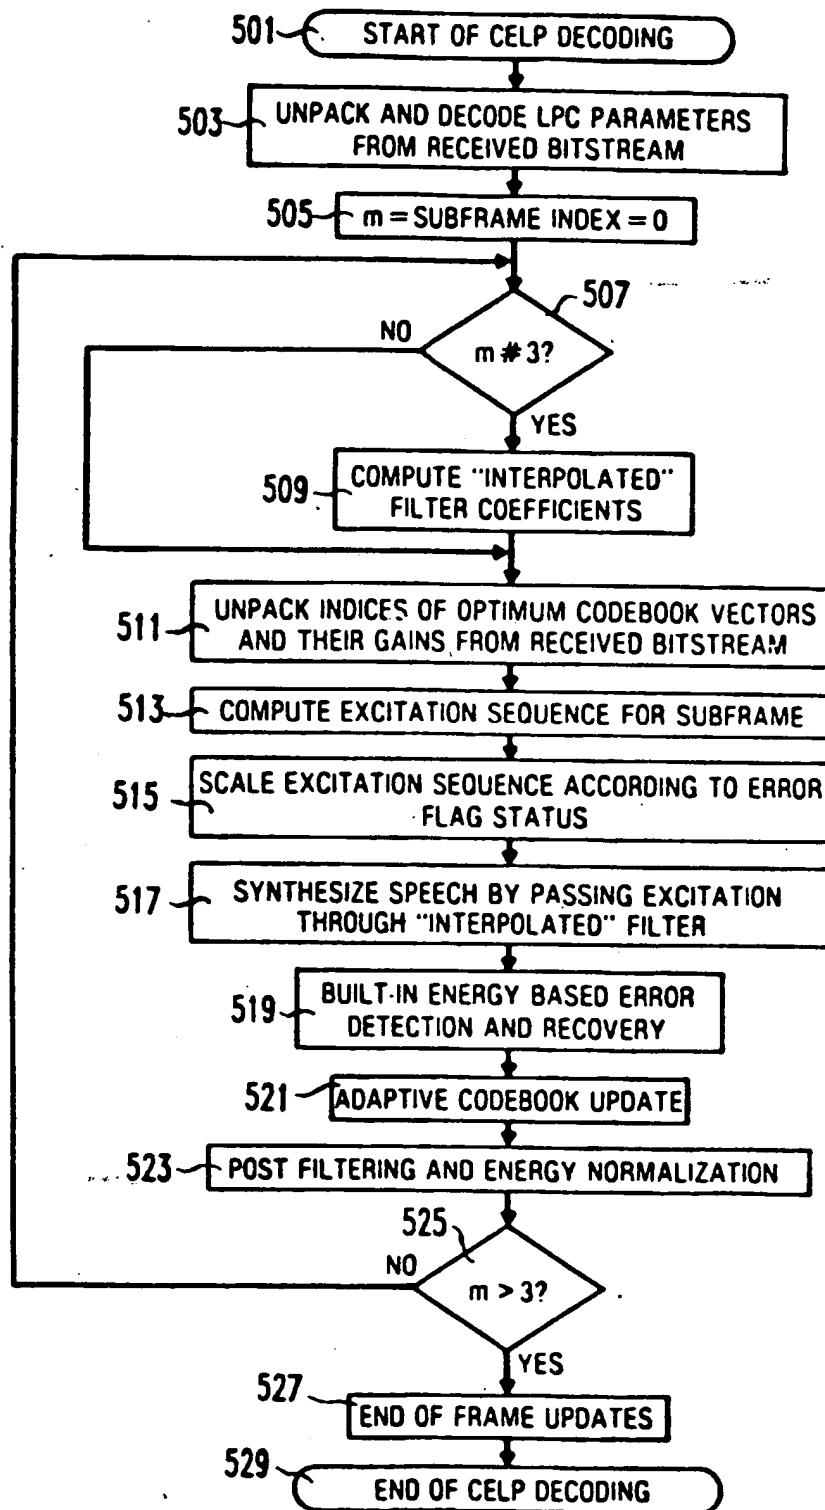 501 START OF CELP DECODING
503 UNPACK AND DECODE LPC PARAMETERS
FROM RECEIVED BITSTREAM
505 m = SUBFRAME INDEX = 0
507
NO
m # 3?
YES
509 COMPUTE "INTERPOLATED"
FILTER COEFFICIENTS
511 UNPACK INDICES OF OPTIMUM CODEBOOK VECTORS
AND THEIR GAINS FROM RECEIVED BITSTREAM
513 COMPUTE EXCITATION SEQUENCE FOR SUBFRAME
515 SCALE EXCITATION SEQUENCE ACCORDING TO ERROR
FLAG STATUS
517 SYNTHESIZE SPEECH BY PASSING EXCITATION
THROUGH "INTERPOLATED" FILTER
519 BUILT-IN ENERGY BASED ERROR
DETECTION AND RECOVERY
521 ADAPTIVE CODEBOOK UPDATE
523 POST FILTERING AND ENERGY NORMALIZATION
525
NO
m > 3?
YES
527 END OF FRAME UPDATES
529 END OF CELP DECODING